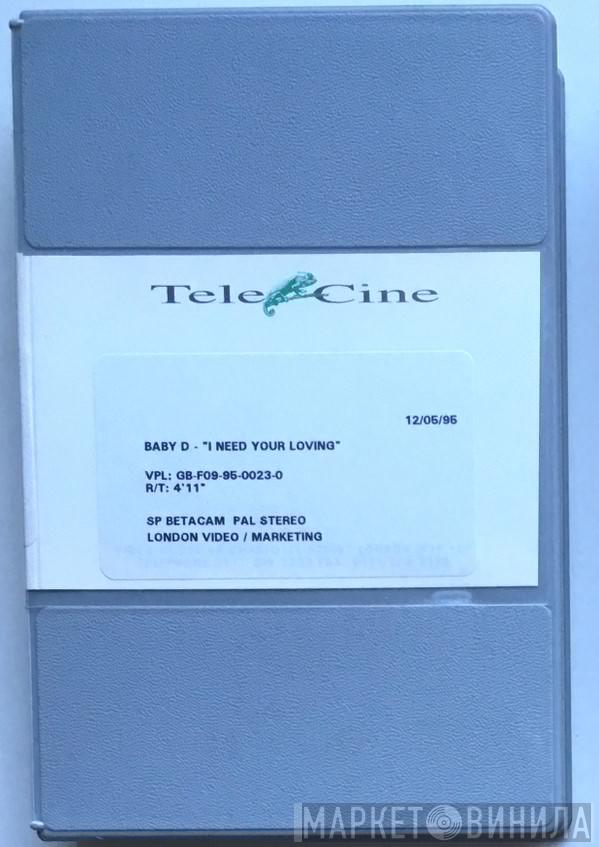 Tele Cine
12/05/95
BABY D - "I NEED YOUR LOVING"
VPL: GB-F09-95-0023-0
R/T: 4'11"
SP BETACAM PAL STEREO
LONDON VIDEO / MARKETING
МАРКЕТ ВИНИЛА